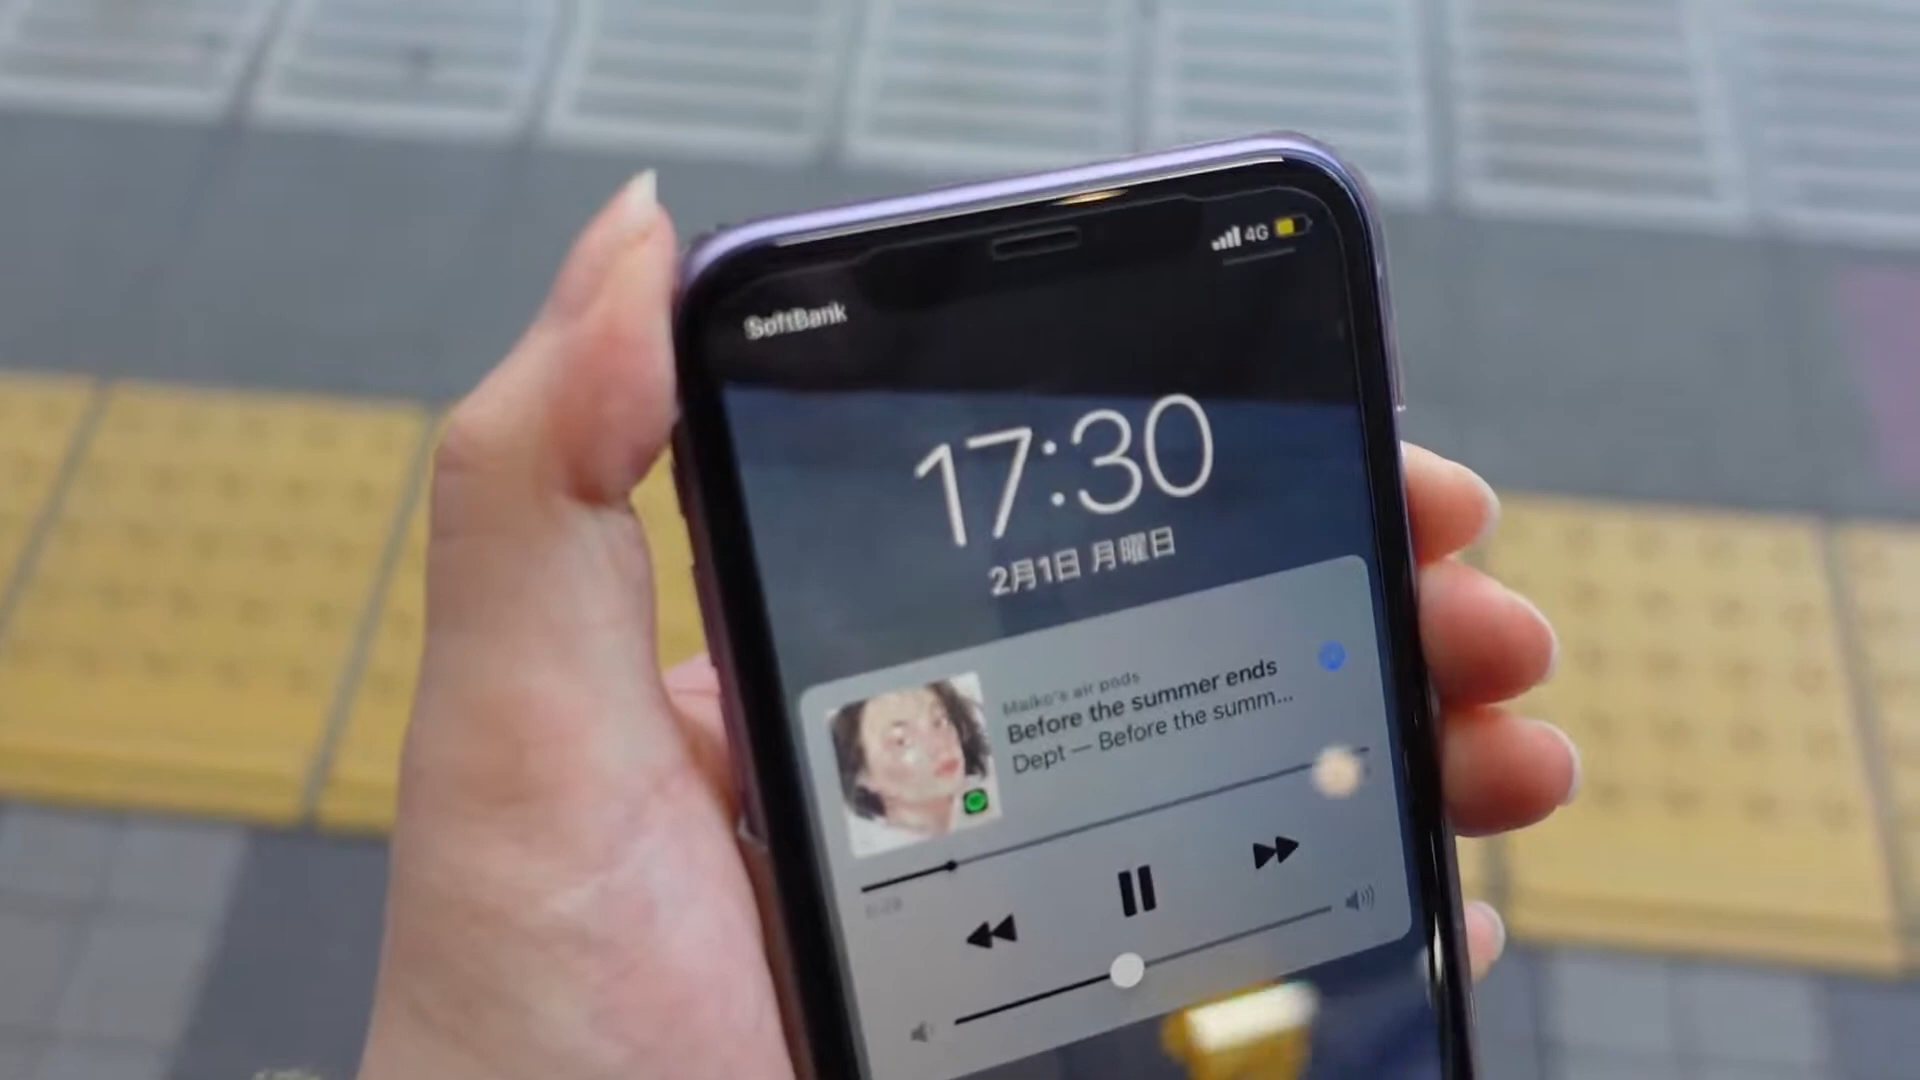 4G
SoftBank
17:30
2月1日 月曜日
Maiko's air pods
Before the summer ends
Dept — Before the summ...